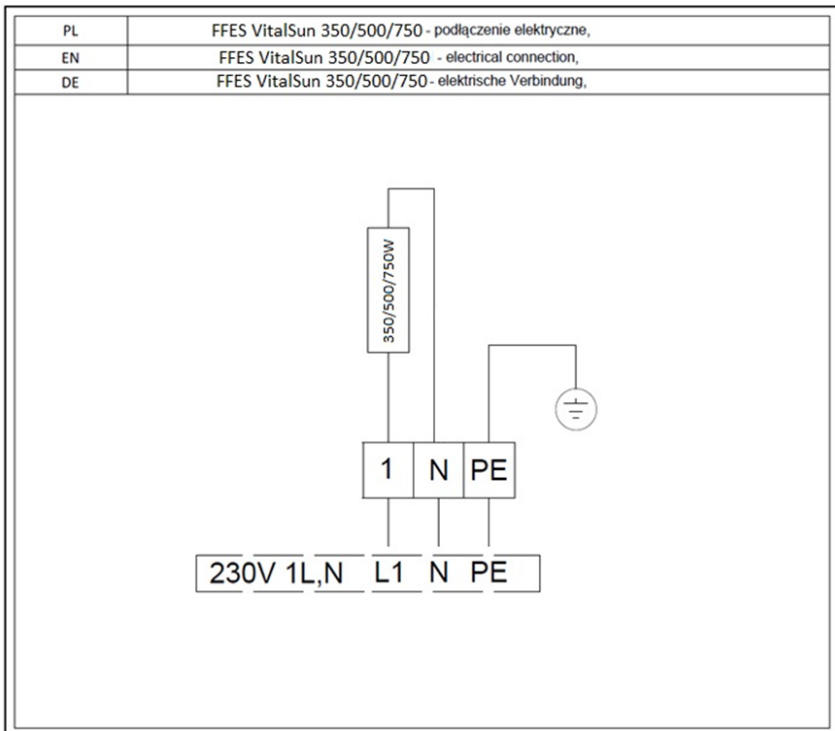 PL FFES VitalSun 350/500/750 - podłączenie elektryczne,
EN FFES VitalSun 350/500/750 - electrical connection,
DE FFES VitalSun 350/500/750 - elektrische Verbindung,
350/500/750W
1 N PE
230V 1L,N L1 N PE